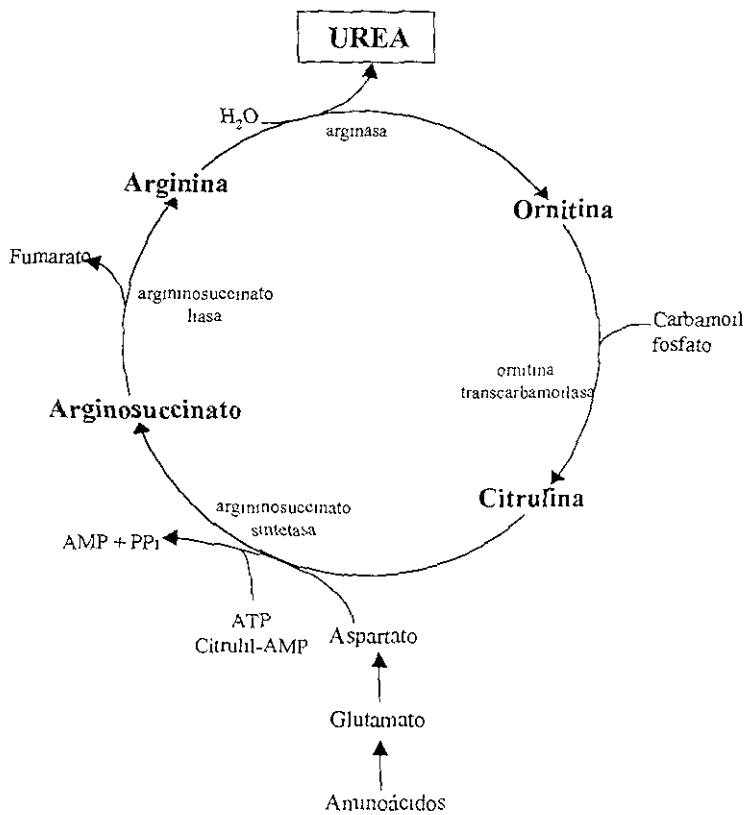 UREA
H₂O
arginasa
Arginina
Ornitina
Fumarato
argininosuccinato
liasa
Carbamoil
fosfato
ornitina
transcarbamoilasa
Arginosuccinato
Citrulina
argininosuccinato
sintetasa
AMP + PPi
ATP
Citrulil-AMP
Aspartato
Glutamato
Aminoácidos